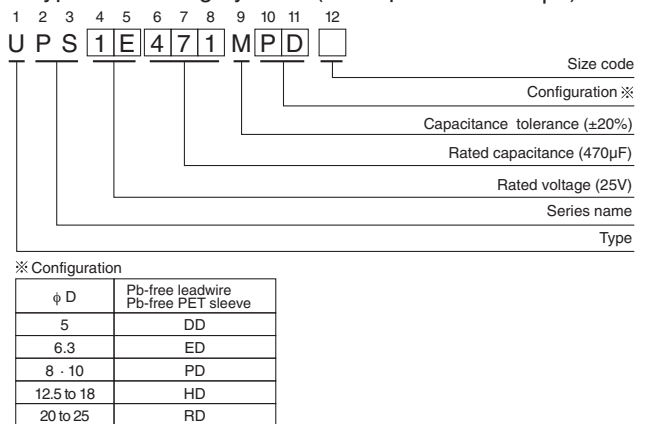 1 2 3 4 5 6 7 8 9 10 11 12
U P S 1 E 4 7 1 M P D
Size code
Configuration ※
Capacitance tolerance (±20%)
Rated capacitance (470µF)
Rated voltage (25V)
Series name
Type
※ Configuration
ϕ D
Pb-free leadwire
Pb-free PET sleeve
5 DD
6.3 ED
8 · 10 PD
12.5 to 18 HD
20 to 25 RD